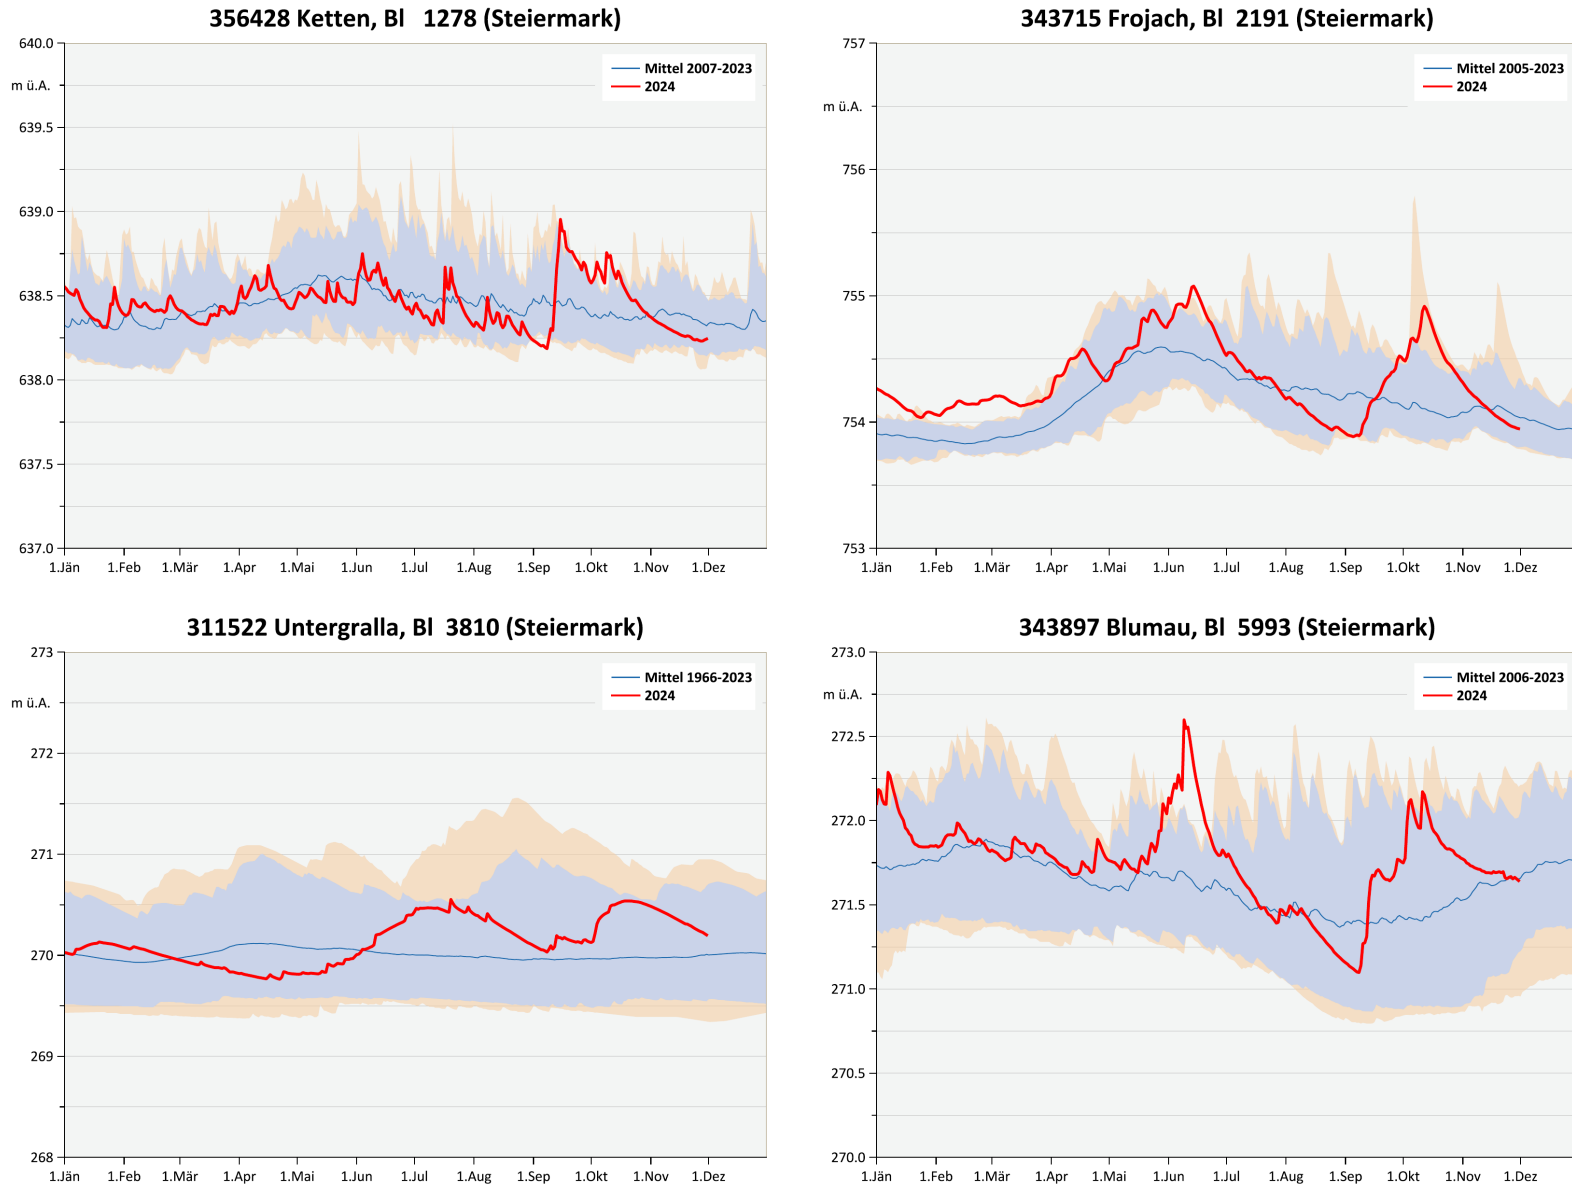 356428 Ketten, Bl   1278 (Steiermark)
640.0
m ü.A.
639.5
639.0
638.5
638.0
637.5
637.0
Mittel 2007-2023
2024
1.Jän 1.Feb 1.Mär 1.Apr 1.Mai 1.Jun 1.Jul 1.Aug 1.Sep 1.Okt 1.Nov 1.Dez
343715 Frojach, Bl  2191 (Steiermark)
757
m ü.A.
756
755
754
753
Mittel 2005-2023
2024
1.Jän 1.Feb 1.Mär 1.Apr 1.Mai 1.Jun 1.Jul 1.Aug 1.Sep 1.Okt 1.Nov 1.Dez
311522 Untergralla, Bl  3810 (Steiermark)
273
m ü.A.
272
271
270
269
268
Mittel 1966-2023
2024
1.Jän 1.Feb 1.Mär 1.Apr 1.Mai 1.Jun 1.Jul 1.Aug 1.Sep 1.Okt 1.Nov 1.Dez
343897 Blumau, Bl  5993 (Steiermark)
273.0
m ü.A.
272.5
272.0
271.5
271.0
270.5
270.0
Mittel 2006-2023
2024
1.Jän 1.Feb 1.Mär 1.Apr 1.Mai 1.Jun 1.Jul 1.Aug 1.Sep 1.Okt 1.Nov 1.Dez